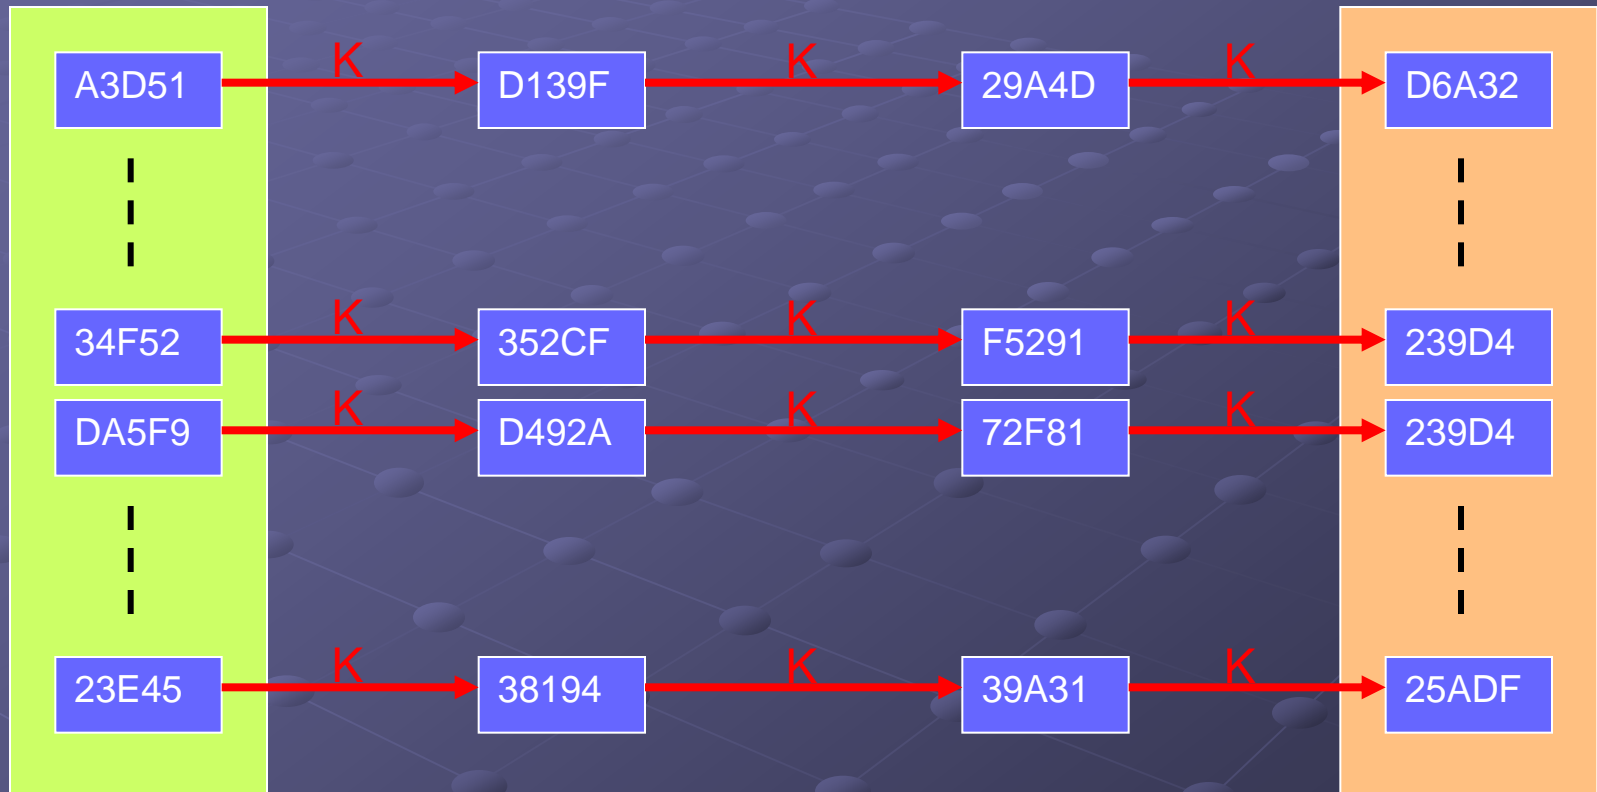 A3D51 K D139F K 29A4D K D6A32
34F52 K 352CF K F5291 K 239D4
DA5F9 K D492A K 72F81 K 239D4
23E45 K 38194 K 39A31 K 25ADF